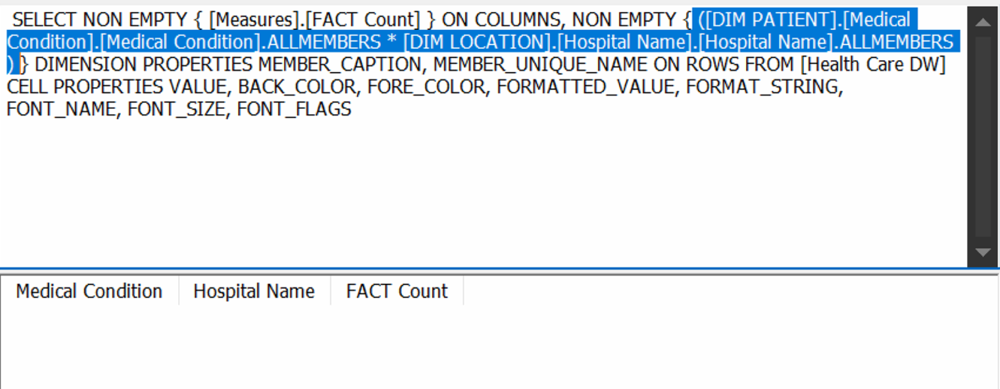 SELECT NON EMPTY { [Measures].[FACT Count] } ON COLUMNS, NON EMPTY { ([DIM PATIENT].[Medical
Condition].[Medical Condition].ALLMEMBERS * [DIM LOCATION].[Hospital Name].[Hospital Name].ALLMEMBERS
) } DIMENSION PROPERTIES MEMBER_CAPTION, MEMBER_UNIQUE_NAME ON ROWS FROM [Health Care DW]
CELL PROPERTIES VALUE, BACK_COLOR, FORE_COLOR, FORMATTED_VALUE, FORMAT_STRING,
FONT_NAME, FONT_SIZE, FONT_FLAGS
Medical Condition Hospital Name FACT Count